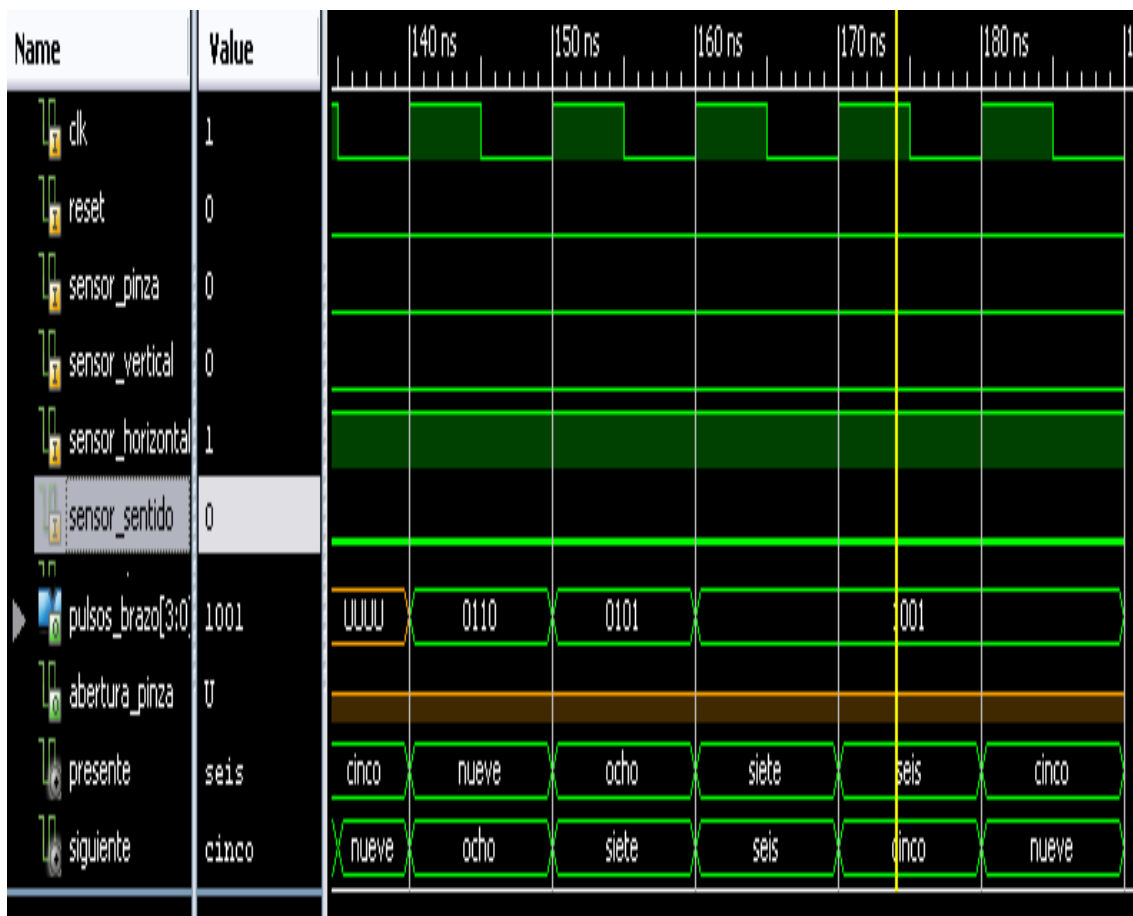 Name Value 140 ns 150 ns 160 ns 170 ns 180 ns 1
clk 1
reset 0
sensor_pinza 0
sensor_vertical 0
sensor_horizontal 1
sensor_sentido 0
pulsos_brazo[3:0] 1001 UUUU 0110 0101 1001
abertura_pinza U
presente seis cinco nueve ocho siete seis cinco
siguiente cinco nueve ocho siete seis cinco nueve